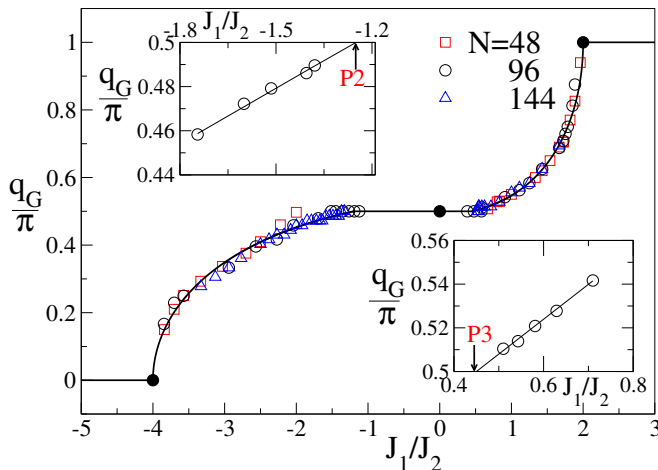 -1.8 J₁/J₂ -1.5 -1.2
0.5
0.48
0.46
0.44
q_G/π
P2
N=48
96
144
1
0.8
0.6
0.4
0.2
0
q_G/π
0.56
0.54
0.52
0.5
q_G/π
P3
0.4 0.6 J₁/J₂ 0.8
-5 -4 -3 -2 -1 0 1 2 3
J₁/J₂